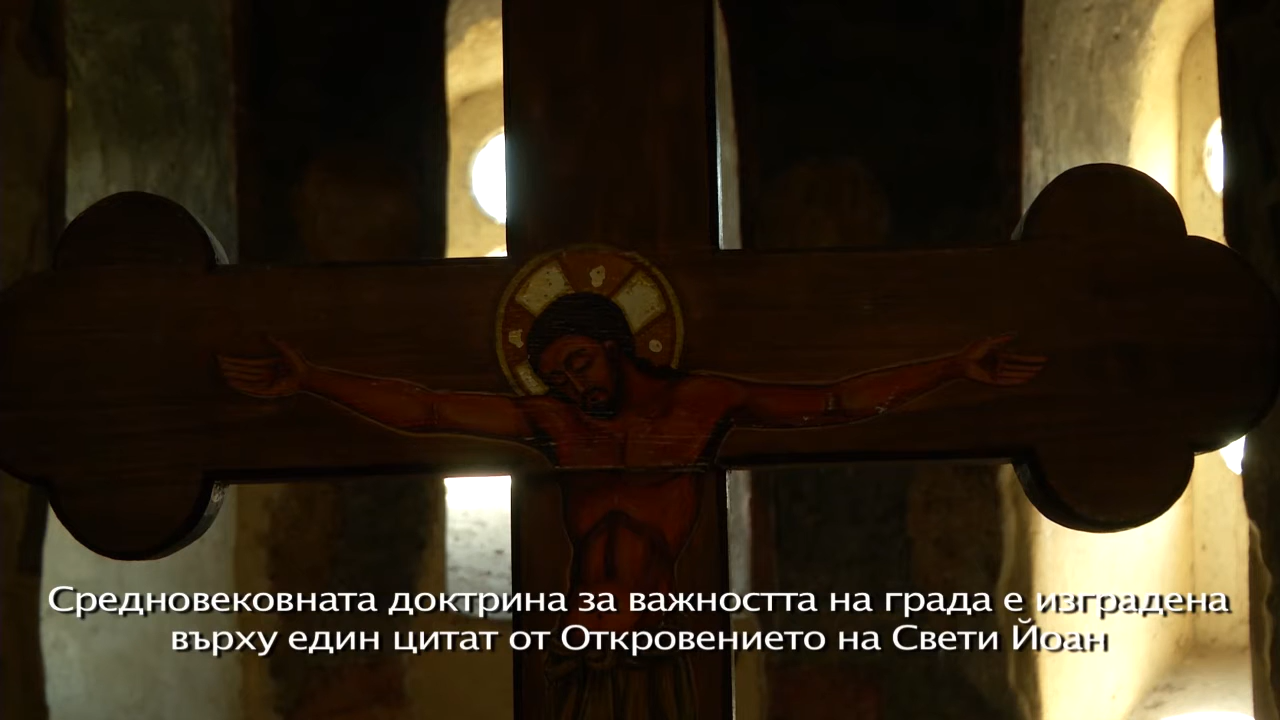 Средновековната доктрина за важността на града е изградена
върху един цитат от Откровението на Свети Йоан